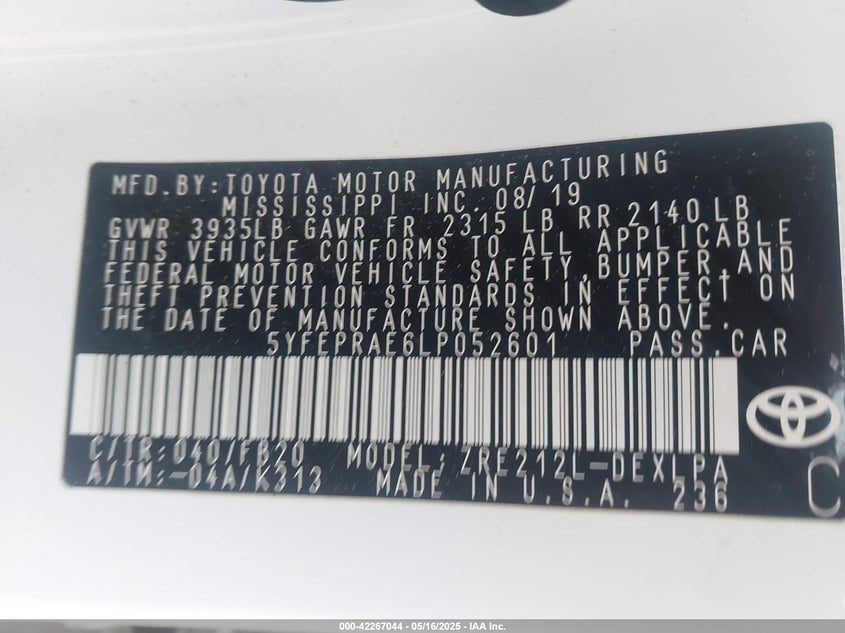 MFD.BY:TOYOTA MOTOR MANUFACTURING
MISSISSIPPI INC. 08/19
GVWR 3935LB GAWR FR 2315 LB RR 2140 LB
THIS VEHICLE CONFORMS TO ALL APPLICABLE
FEDERAL MOTOR VEHICLE SAFETY,BUMPER,AND
THEFT PREVENTION STANDARDS IN EFFECT ON
THE DATE OF MANUFACTURE SHOWN ABOVE.
5YFEPRAE6LP052601 PASS.CAR
C/TR:040/FB20 MODEL:ZRE212L-DEXLPA
A/TM:-04A/K313 MADE IN U.S.A. 236
C
000-42267044 - 05/16/2025 - IAA Inc.